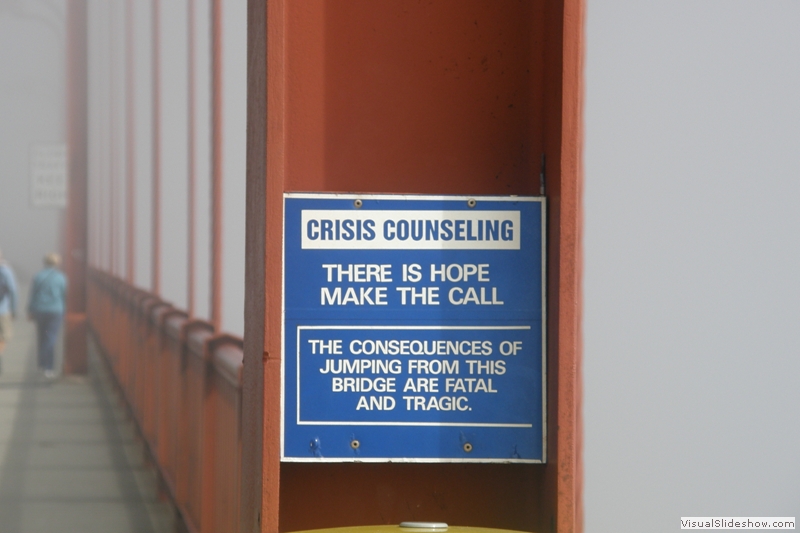 CRISIS COUNSELING
THERE IS HOPE
MAKE THE CALL
THE CONSEQUENCES OF
JUMPING FROM THIS
BRIDGE ARE FATAL
AND TRAGIC.
VisualSlideshow.com